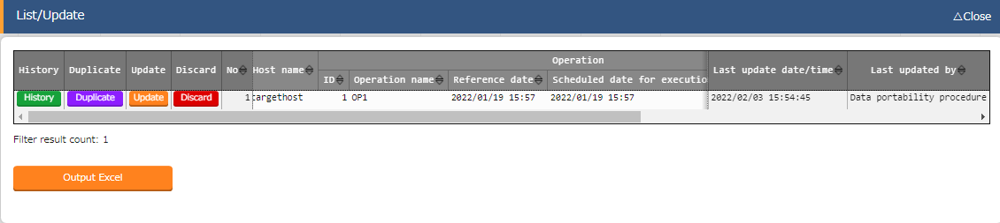 List/Update
△Close
History Duplicate Update Discard No Host name Operation Last update date/time Last updated by
ID Operation name Reference date Scheduled date for executio
History Duplicate Update Discard 1 targethost 1 OP1 2022/01/19 15:57 2022/01/19 15:57 2022/02/03 15:54:45 Data portability procedure
Filter result count: 1
Output Excel